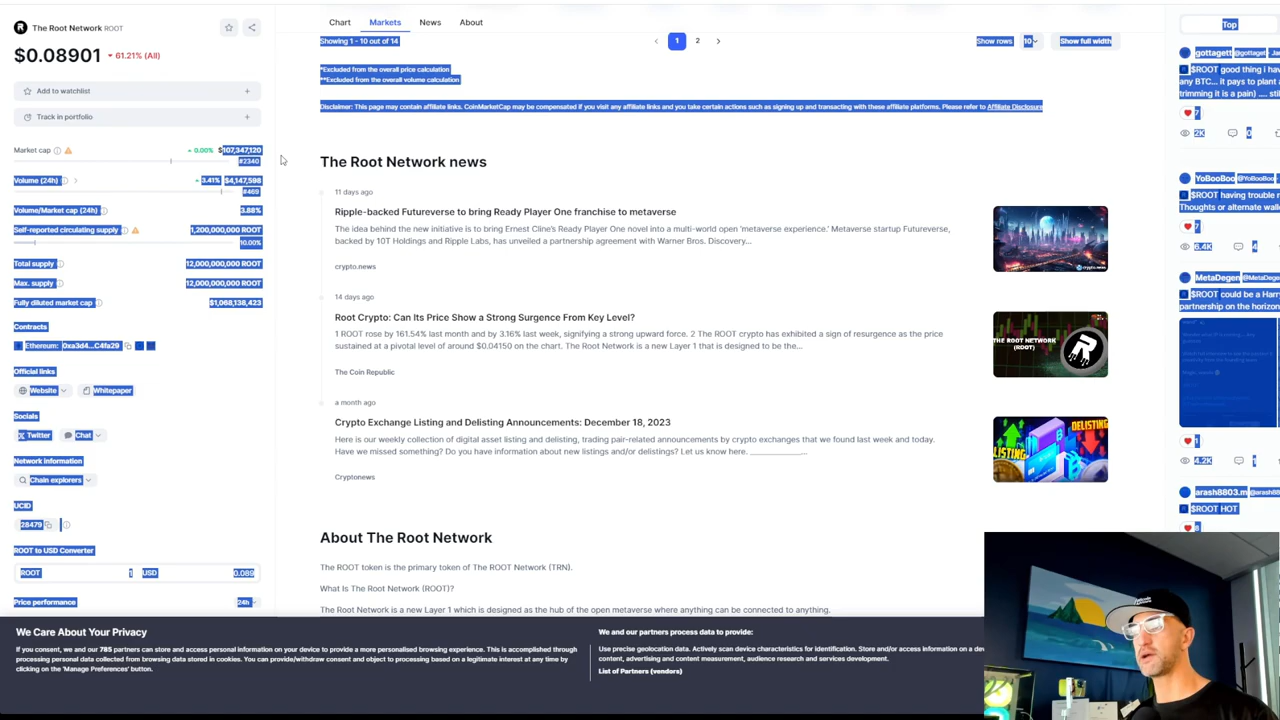 The Root Network ROOT
$0.08901 61.21% (All)
Add to watchlist
Track in portfolio
Market cap 0.00% $107,347,120
#2340
Volume (24h) 3.41% $4,147,598
#469
Volume/Market cap (24h) 3.88%
Self-reported circulating supply 1,200,000,000 ROOT
10.00%
Total supply 12,000,000,000 ROOT
Max. supply 12,000,000,000 ROOT
Fully diluted market cap $1,068,138,423
Contracts
Ethereum: 0xa3d4...C4fa29
Official links
Website Whitepaper
Socials
Twitter Chat
Network information
Chain explorers
UCID
28479
ROOT to USD Converter
ROOT 1 USD 0.089
Price performance 24h
Chart Markets News About
Showing 1 - 10 out of 14 1 2 Show rows 10 Show full width
*Excluded from the overall price calculation
**Excluded from the overall volume calculation
Disclaimer: This page may contain affiliate links. CoinMarketCap may be compensated if you visit any affiliate links and you take certain actions such as signing up and transacting with these affiliate platforms. Please refer to Affiliate Disclosure
The Root Network news
11 days ago
Ripple-backed Futureverse to bring Ready Player One franchise to metaverse
The idea behind the new initiative is to bring Ernest Cline's Ready Player One novel into a multi-world open 'metaverse experience.' Metaverse startup Futureverse,
backed by 10T Holdings and Ripple Labs, has unveiled a partnership agreement with Warner Bros. Discovery...
crypto.news
crypto.news
14 days ago
Root Crypto: Can Its Price Show a Strong Surgence From Key Level?
1 ROOT rose by 161.54% last month and by 3.16% last week, signifying a strong upward force. 2 The ROOT crypto has exhibited a sign of resurgence as the price
sustained at a pivotal level of around $0.04150 on the chart. The Root Network is a new Layer 1 that is designed to be the...
The Coin Republic
THE ROOT NETWORK
(ROOT)
a month ago
Crypto Exchange Listing and Delisting Announcements: December 18, 2023
Here is our weekly collection of digital asset listing and delisting, trading pair-related announcements by crypto exchanges that we found last week and today.
Have we missed something? Do you have information about new listings and/or delistings? Let us know here. ___________...
Cryptonews
LISTING
DELISTING
About The Root Network
The ROOT token is the primary token of The ROOT Network (TRN).
What Is The Root Network (ROOT)?
The Root Network is a new Layer 1 which is designed as the hub of the open metaverse where anything can be connected to anything.
Top
gottagett @gottaget
$ROOT good thing i hav
any BTC... it pays to plant a
trimming it is a pain) .... stil
7
2K 0
YoBooBoo @YoBooBoo
$ROOT having trouble
Thoughts or alternate wall
7
6.4K 4
MetaDegen @MetaDege
$ROOT could be a Harr
partnership on the horizon
1
4.2K 1
arash8803.m @arash88
$ROOT HOT
We Care About Your Privacy
If you consent, we and our 785 partners can store and access personal information on your device to provide a more personalised browsing experience. This is accomplished through
processing personal data collected from browsing data stored in cookies. You can provide/withdraw consent and object to processing based on a legitimate interest at any time by
clicking on the 'Manage Preferences' button.
We and our partners process data to provide:
Use precise geolocation data. Actively scan device characteristics for identification. Store and/or access information on a dev
content, advertising and content measurement, audience research and services development.
List of Partners (vendors)